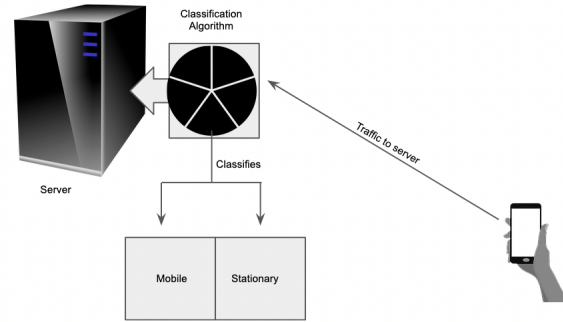 Classification
Algorithm
Traffic to server
Classifies
Server
Mobile
Stationary